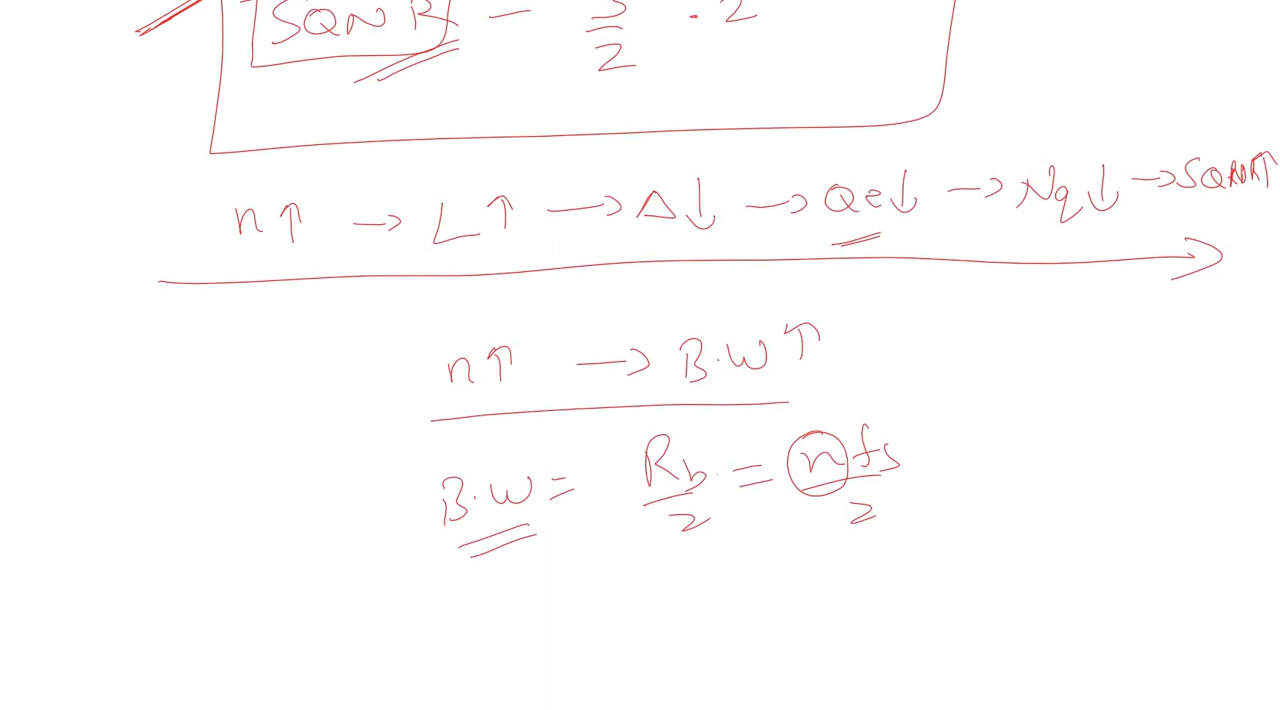 SQNR = 3/2 · 2
n↑ → L↑ → Δ↓ → Qe↓ → Nq↓ → SQNR↑
n↑ → B.W↑
B.W = Rb/2 = nfs/2